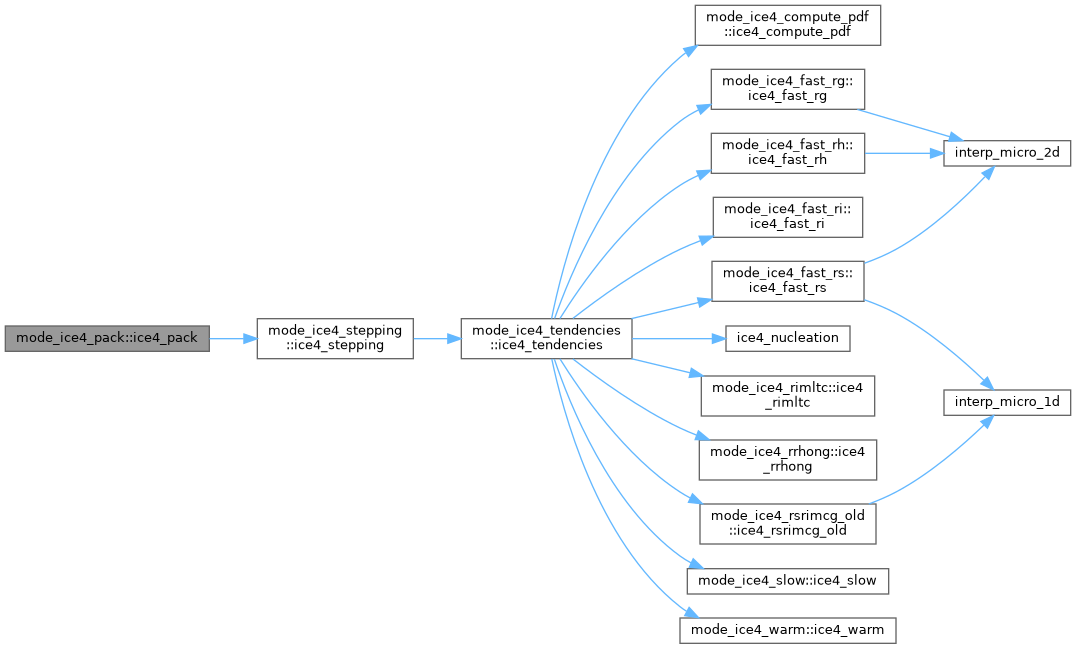 mode_ice4_pack::ice4_pack
mode_ice4_stepping
::ice4_stepping
mode_ice4_tendencies
::ice4_tendencies
mode_ice4_compute_pdf
::ice4_compute_pdf
mode_ice4_fast_rg::
ice4_fast_rg
mode_ice4_fast_rh::
ice4_fast_rh
mode_ice4_fast_ri::
ice4_fast_ri
mode_ice4_fast_rs::
ice4_fast_rs
ice4_nucleation
mode_ice4_rimltc::ice4
_rimltc
mode_ice4_rrhong::ice4
_rrhong
mode_ice4_rsrimcg_old
::ice4_rsrimcg_old
mode_ice4_slow::ice4_slow
mode_ice4_warm::ice4_warm
interp_micro_2d
interp_micro_1d